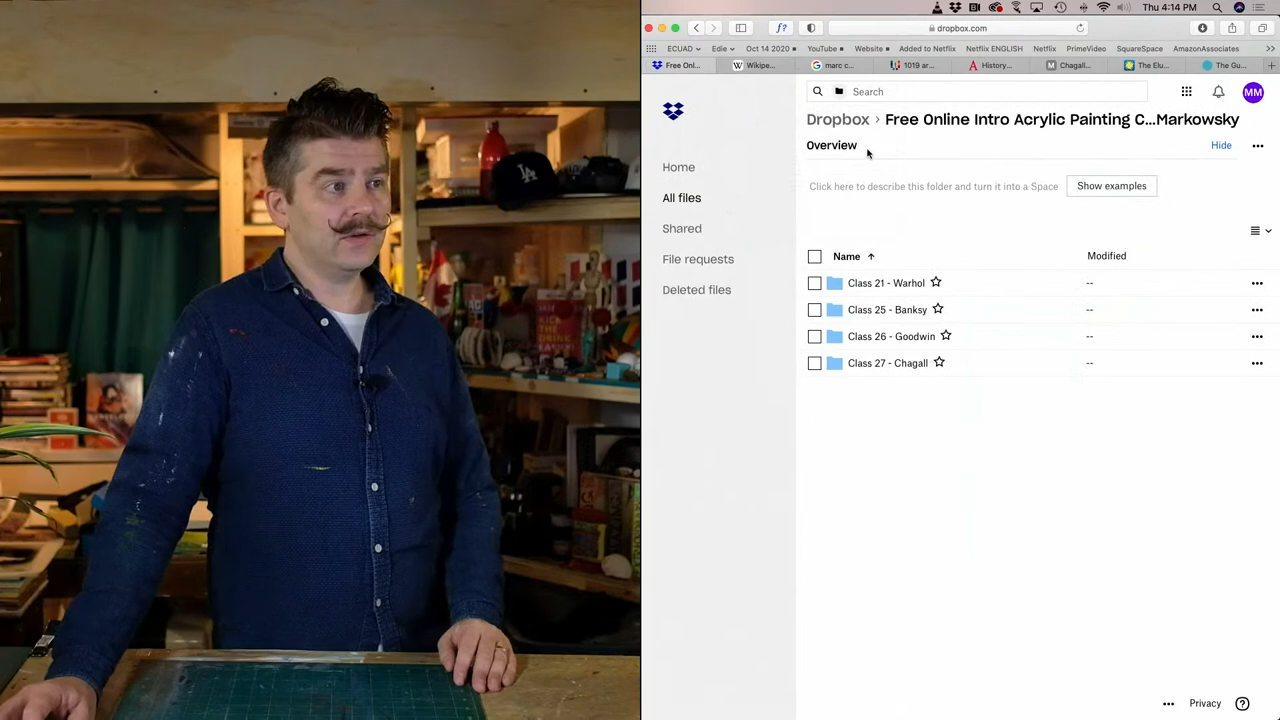 Thu 4:14 PM
dropbox.com
ECUAD Edie Oct 14 2020 YouTube Website Added to Netflix Netflix ENGLISH Netflix PrimeVideo SquareSpace AmazonAssociates
Free Onl... Wikipe... marc c... 1019 ar... History... Chagall... The Elu... The Gu...
Search
MM
Dropbox › Free Online Intro Acrylic Painting C...Markowsky
Overview
Hide
Click here to describe this folder and turn it into a Space
Show examples
Home
All files
Shared
File requests
Deleted files
Name Modified
Class 21 - Warhol --
Class 25 - Banksy --
Class 26 - Goodwin --
Class 27 - Chagall --
Privacy
LA
KICK
THE
DRINK